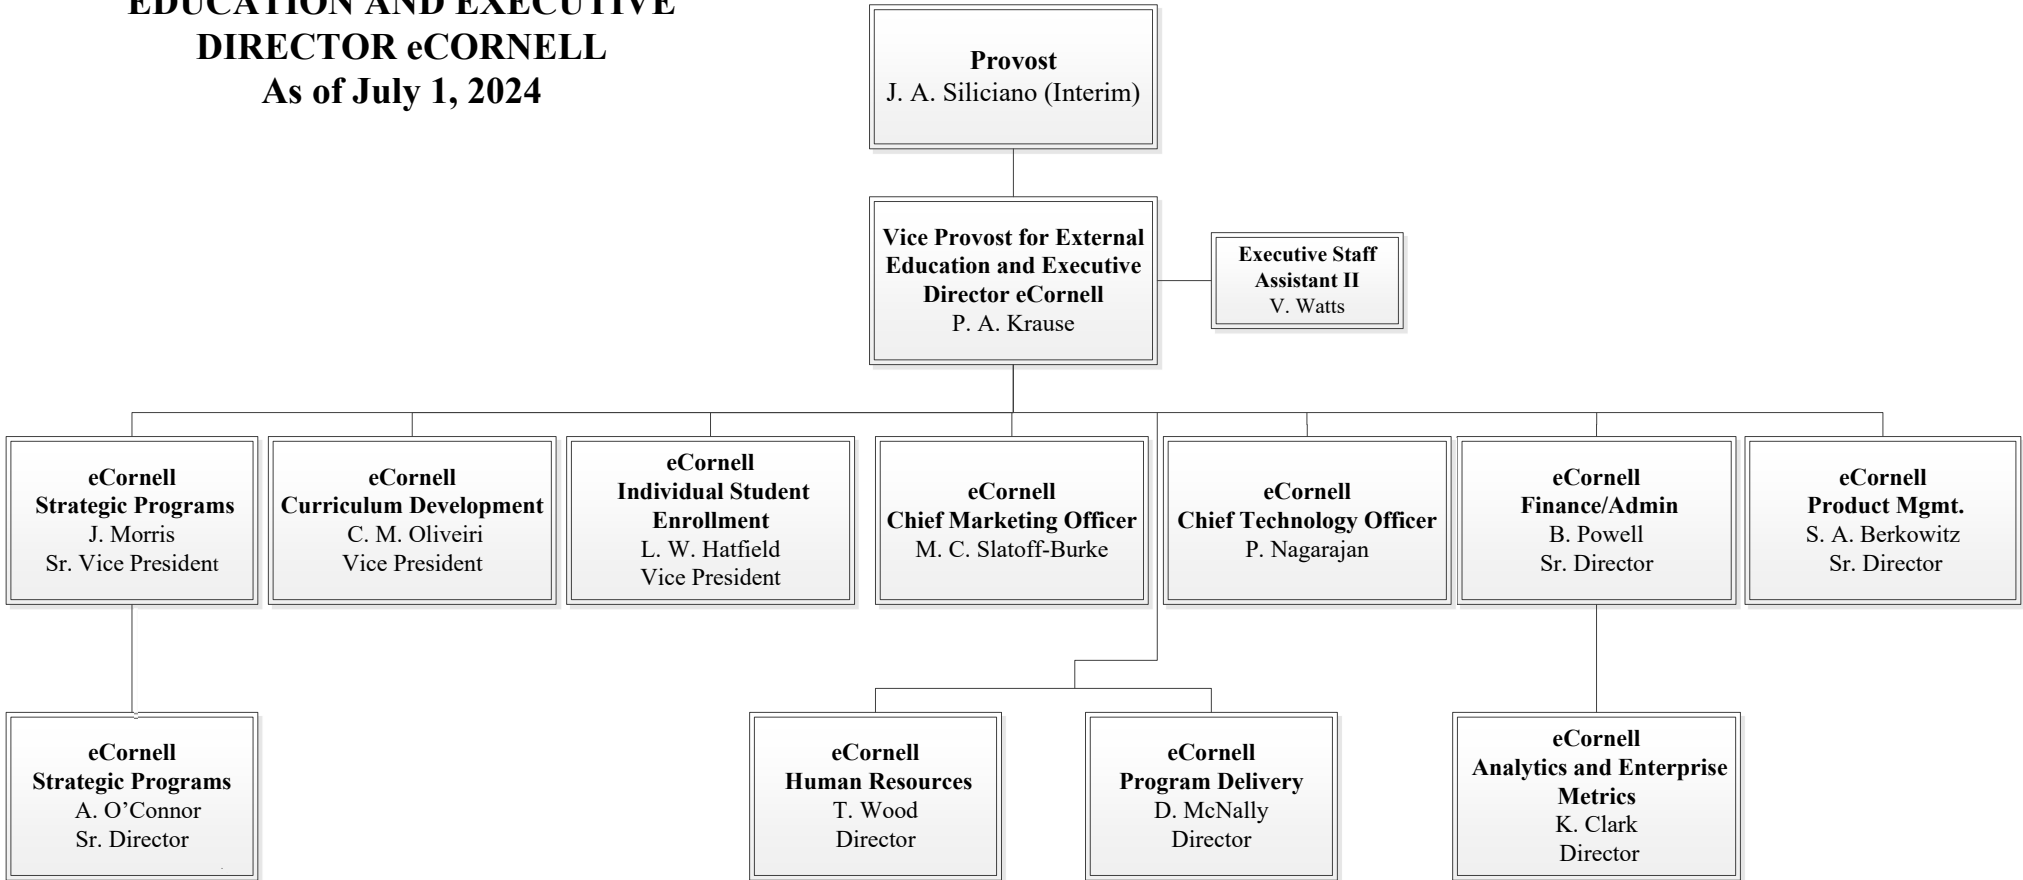 EDUCATION AND EXECUTIVE
DIRECTOR eCORNELL
As of July 1, 2024
Provost
J. A. Siliciano (Interim)
Vice Provost for External
Education and Executive
Director eCornell
P. A. Krause
Executive Staff
Assistant II
V. Watts
eCornell
Strategic Programs
J. Morris
Sr. Vice President
eCornell
Curriculum Development
C. M. Oliveiri
Vice President
eCornell
Individual Student
Enrollment
L. W. Hatfield
Vice President
eCornell
Chief Marketing Officer
M. C. Slatoff-Burke
eCornell
Chief Technology Officer
P. Nagarajan
eCornell
Finance/Admin
B. Powell
Sr. Director
eCornell
Product Mgmt.
S. A. Berkowitz
Sr. Director
eCornell
Strategic Programs
A. O’Connor
Sr. Director
eCornell
Human Resources
T. Wood
Director
eCornell
Program Delivery
D. McNally
Director
eCornell
Analytics and Enterprise
Metrics
K. Clark
Director